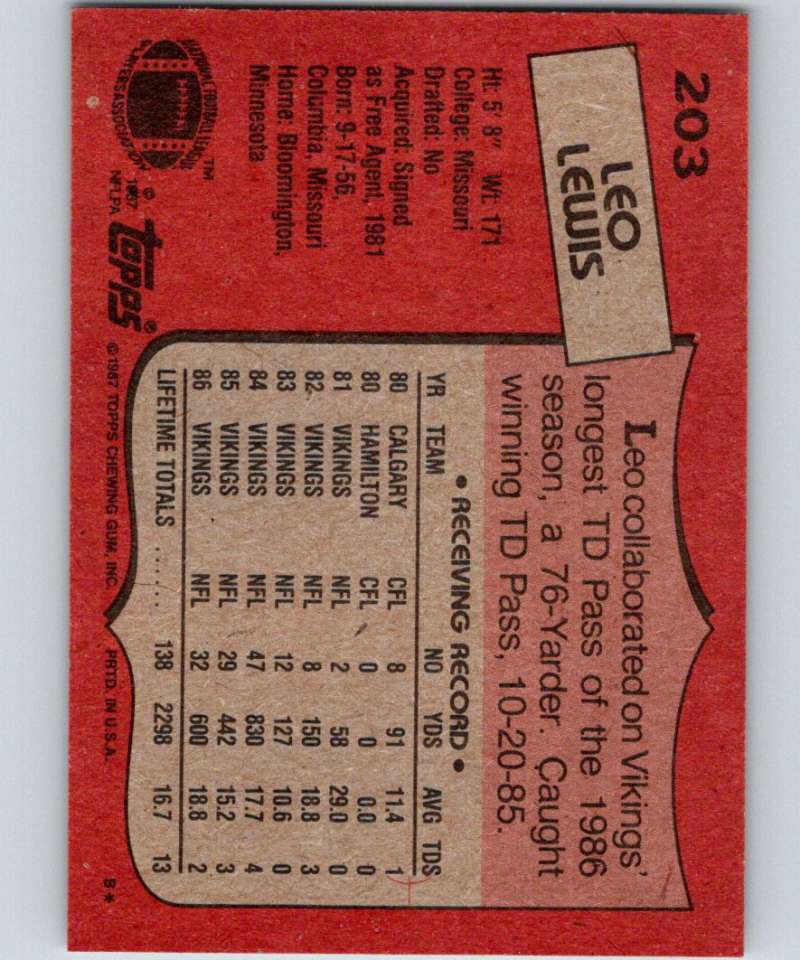 203
LEO
LEWIS
Ht: 5' 8" Wt: 171
College: Missouri
Drafted: No
Acquired: Signed
as Free Agent, 1981
Born: 9-17-56,
Columbia, Missouri
Home: Bloomington,
Minnesota
NATIONAL FOOTBALL LEAGUE
PLAYERS ASSOCIATION
TM
© 1987
NFLPA
topps®
Leo collaborated on Vikings'
longest TD Pass of the 1986
season, a 76-Yarder. Caught
winning TD Pass, 10-20-85.
• RECEIVING RECORD •
YR TEAM NO YDS AVG TDS
80 CALGARY CFL 8 91 11.4 1
80 HAMILTON CFL 0 0 0.0 0
81 VIKINGS NFL 2 58 29.0 0
82 VIKINGS NFL 8 150 18.8 3
83 VIKINGS NFL 12 127 10.6 0
84 VIKINGS NFL 47 830 17.7 4
85 VIKINGS NFL 29 442 15.2 3
86 VIKINGS NFL 32 600 18.8 2
LIFETIME TOTALS ...... 138 2298 16.7 13
© 1987 TOPPS CHEWING GUM, INC. PRTD. IN U.S.A. B*